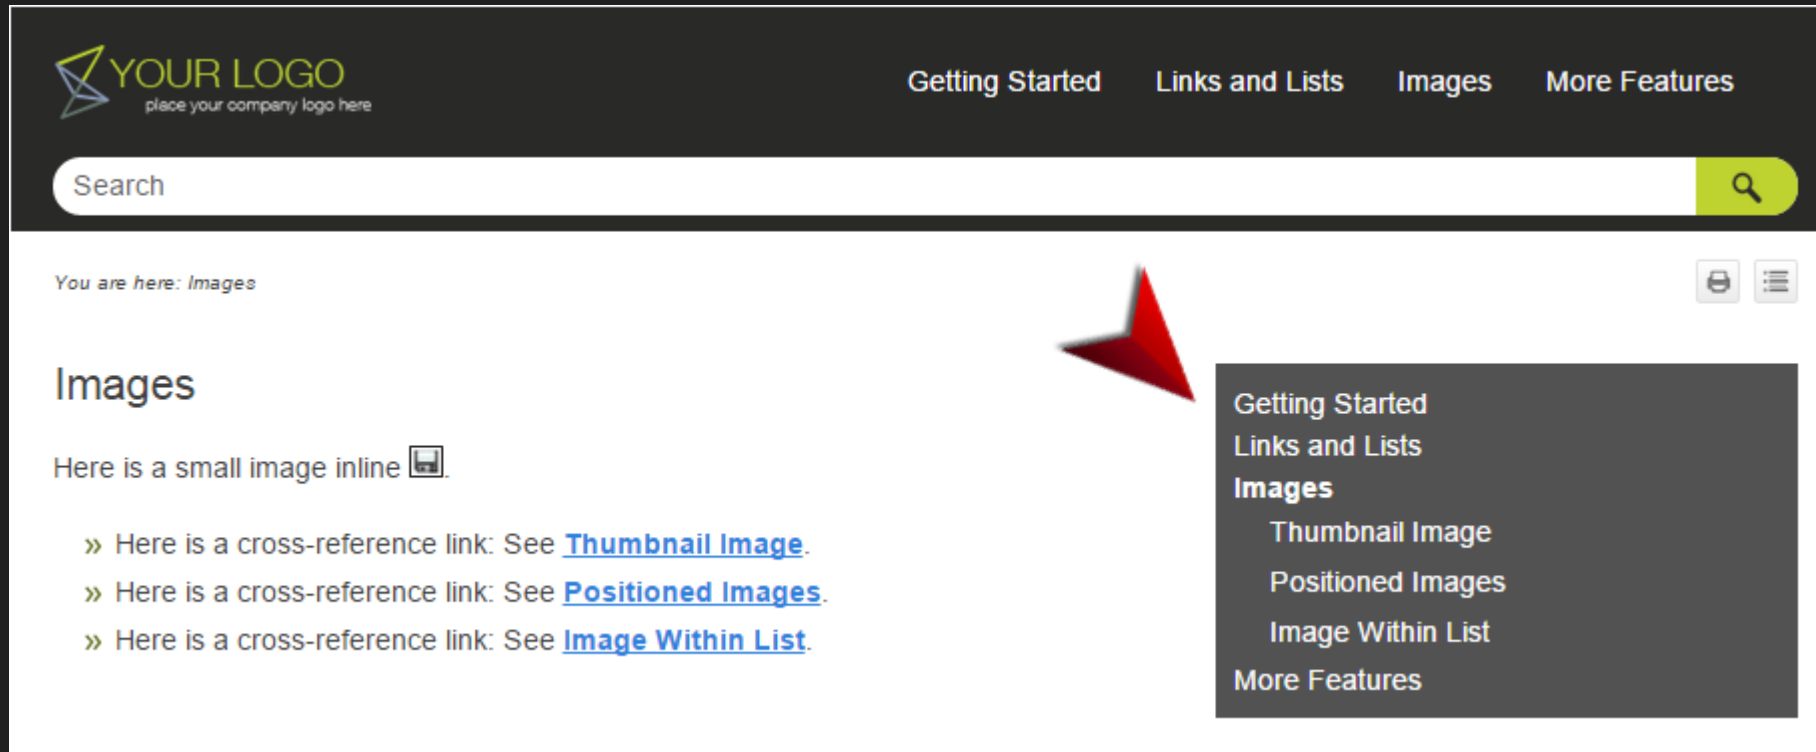 YOUR LOGO
place your company logo here
Getting Started Links and Lists Images More Features
Search
You are here: Images
Images
Here is a small image inline .
» Here is a cross-reference link: See Thumbnail Image.
» Here is a cross-reference link: See Positioned Images.
» Here is a cross-reference link: See Image Within List.
Getting Started
Links and Lists
Images
Thumbnail Image
Positioned Images
Image Within List
More Features